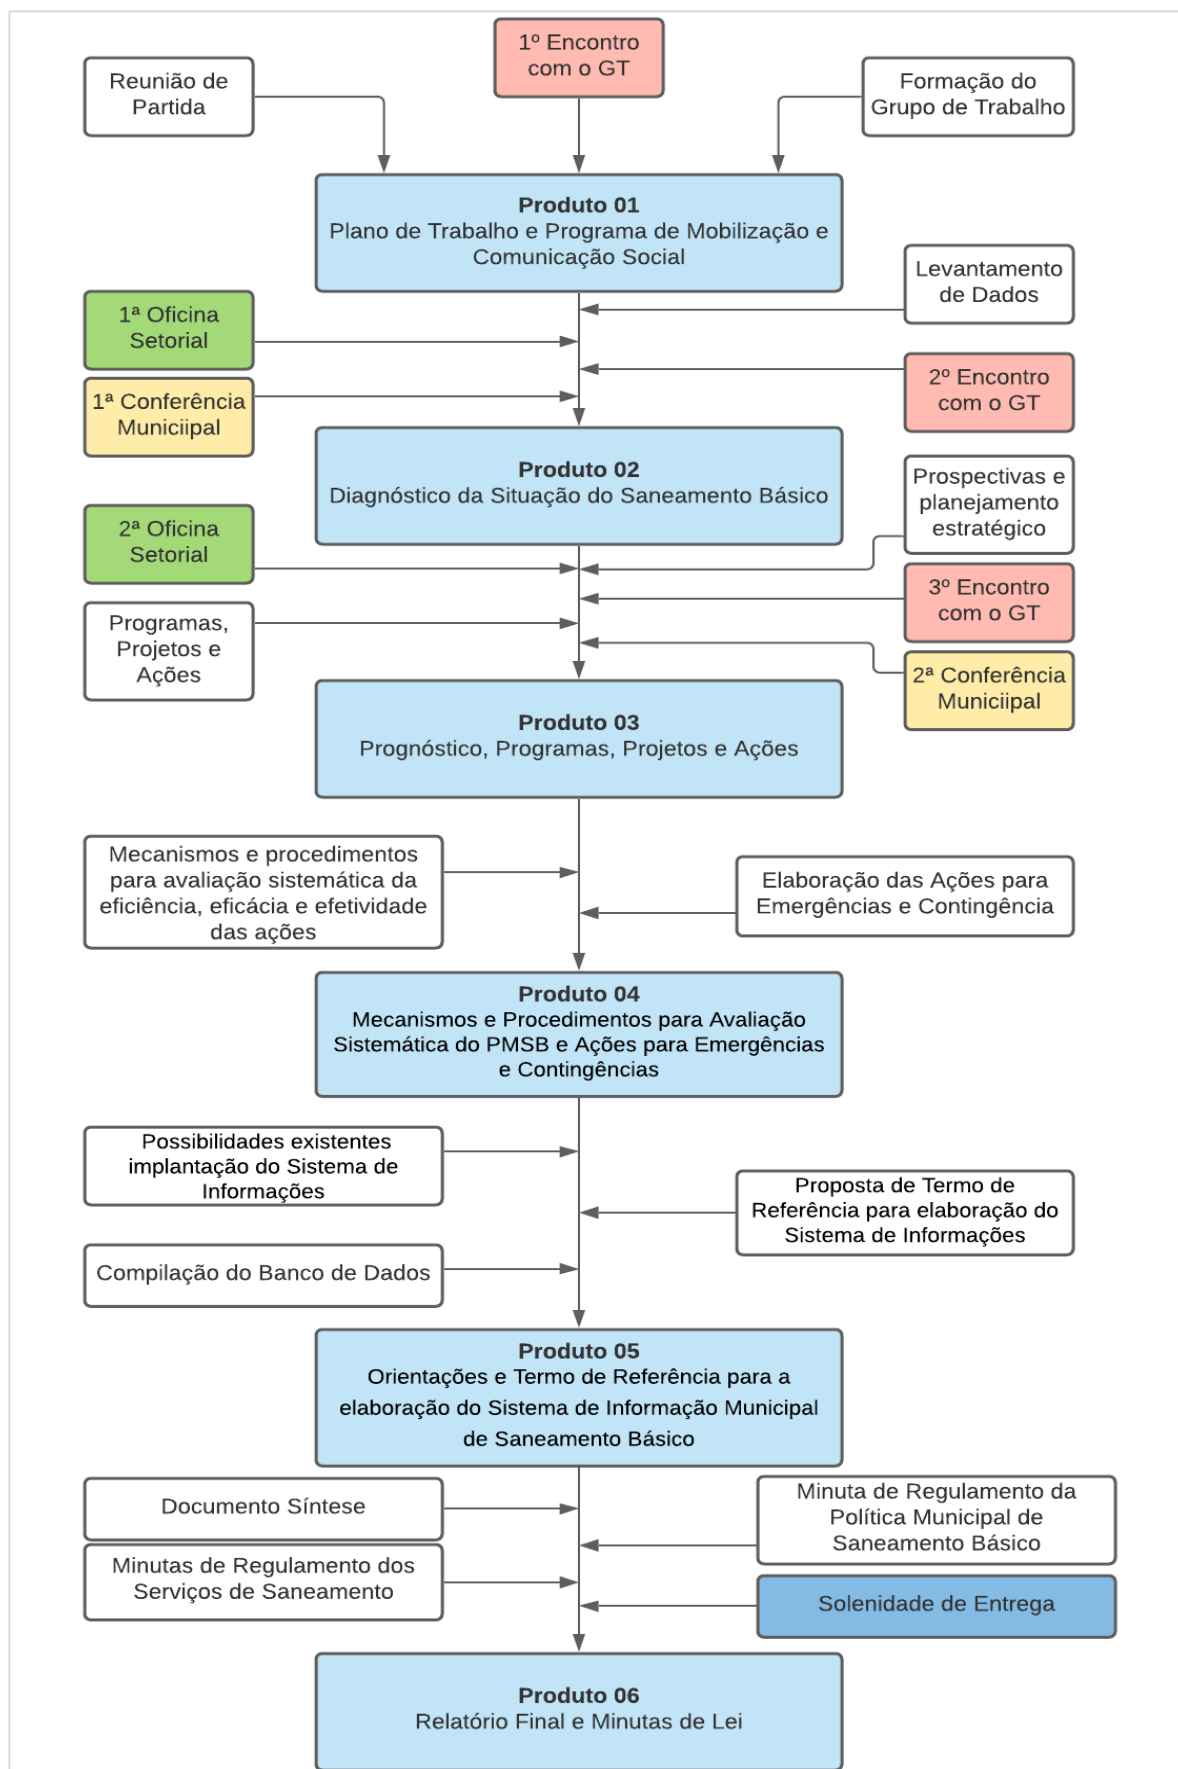 1º Encontro
com o GT
Reunião de
Partida
Formação do
Grupo de Trabalho
Produto 01
Plano de Trabalho e Programa de Mobilização e
Comunicação Social
Levantamento
de Dados
1ª Oficina
Setorial
2º Encontro
com o GT
1ª Conferência
Municiipal
Produto 02
Diagnóstico da Situação do Saneamento Básico
Prospectivas e
planejamento
estratégico
2ª Oficina
Setorial
3º Encontro
com o GT
Programas,
Projetos e
Ações
2ª Conferência
Municiipal
Produto 03
Prognóstico, Programas, Projetos e Ações
Mecanismos e procedimentos
para avaliação sistemática da
eficiência, eficácia e efetividade
das ações
Elaboração das Ações para
Emergências e Contingência
Produto 04
Mecanismos e Procedimentos para Avaliação
Sistemática do PMSB e Ações para Emergências
e Contingências
Possibilidades existentes
implantação do Sistema de
Informações
Proposta de Termo de
Referência para elaboração do
Sistema de Informações
Compilação do Banco de Dados
Produto 05
Orientações e Termo de Referência para a
elaboração do Sistema de Informação Municipal
de Saneamento Básico
Documento Síntese
Minuta de Regulamento da
Política Municipal de
Saneamento Básico
Minutas de Regulamento dos
Serviços de Saneamento
Solenidade de Entrega
Produto 06
Relatório Final e Minutas de Lei